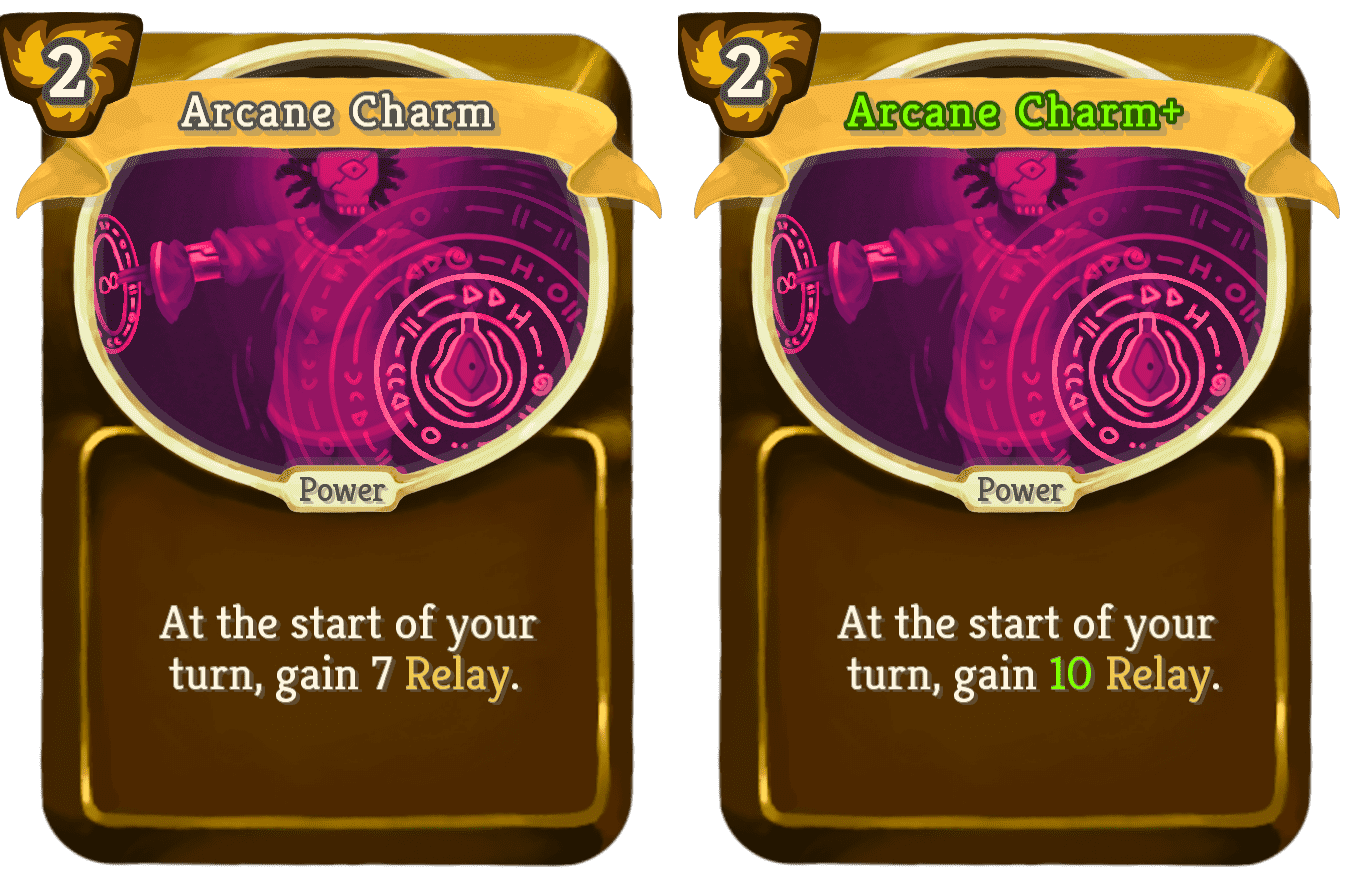 2
Arcane Charm
Power
At the start of your
turn, gain 7 Relay.
2
Arcane Charm+
Power
At the start of your
turn, gain 10 Relay.